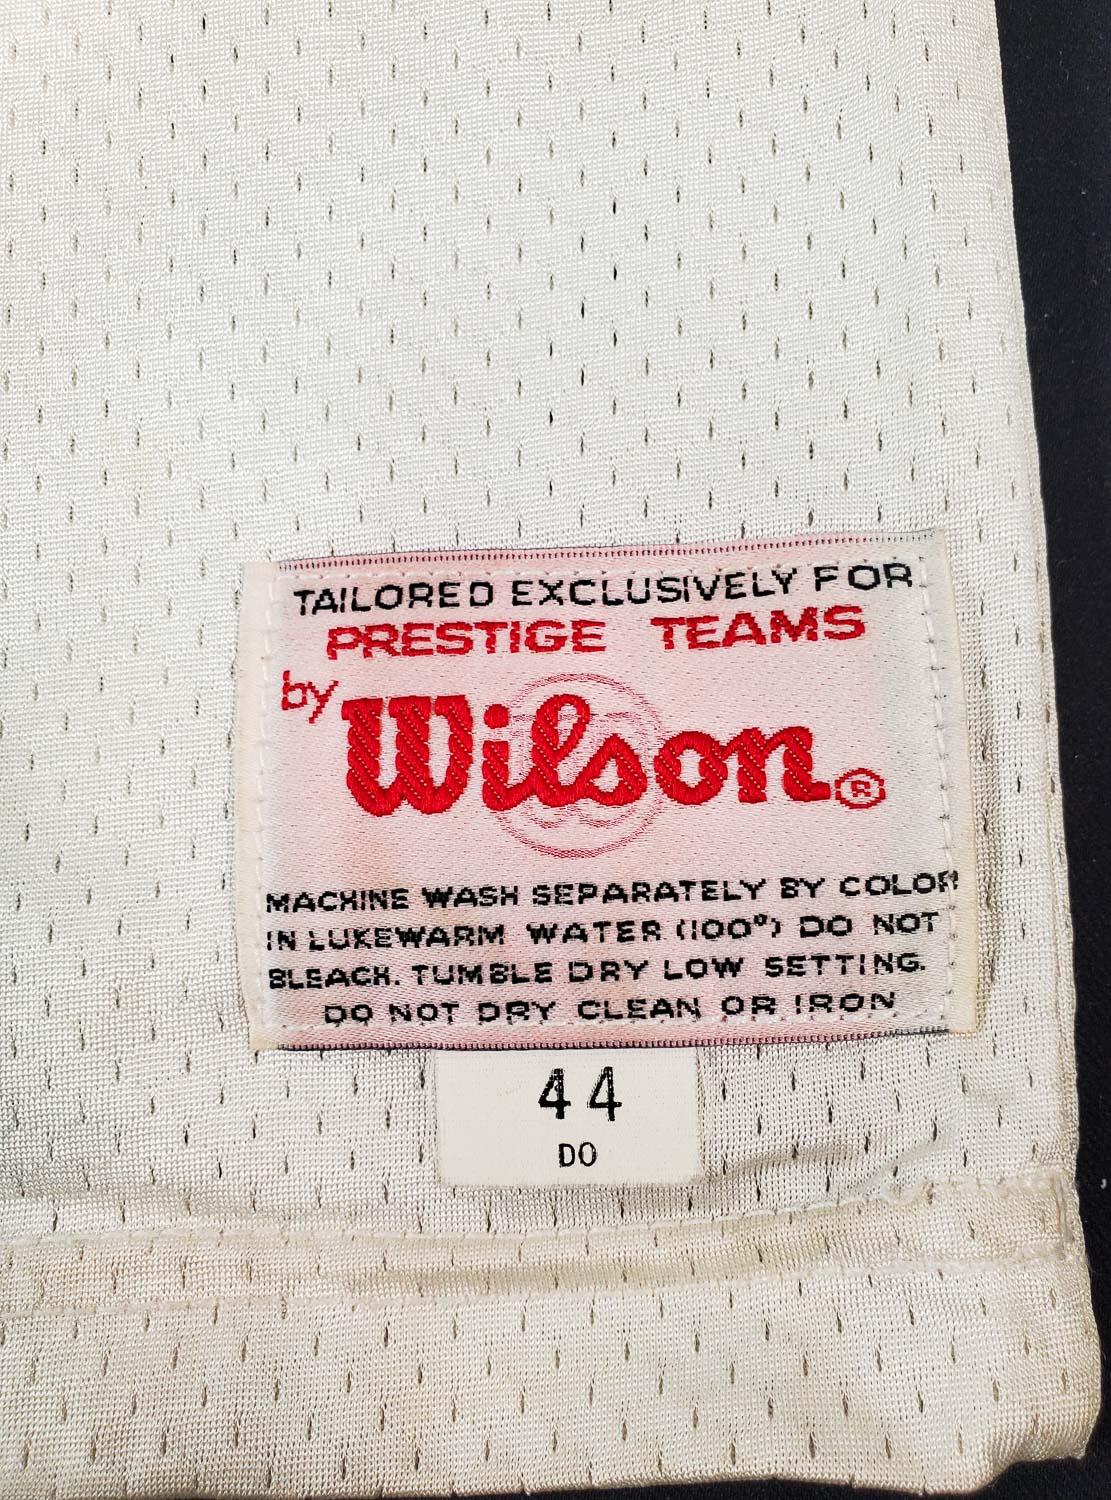 TAILORED EXCLUSIVELY FOR
PRESTIGE TEAMS
by Wilson®
MACHINE WASH SEPARATELY BY COLOR
IN LUKEWARM WATER (100°) DO NOT
BLEACH. TUMBLE DRY LOW SETTING.
DO NOT DRY CLEAN OR IRON
44
DO